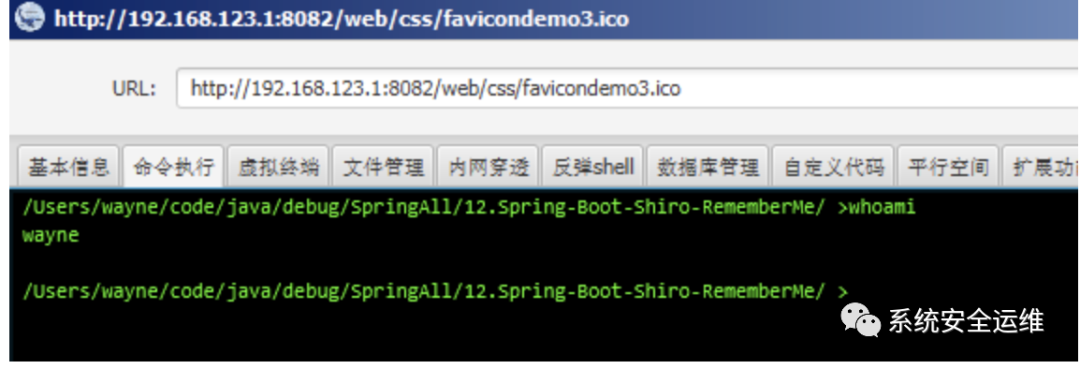 http://192.168.123.1:8082/web/css/favicondemo3.ico
URL: http://192.168.123.1:8082/web/css/favicondemo3.ico
基本信息 命令执行 虚拟终端 文件管理 内网穿透 反弹shell 数据库管理 自定义代码 平行空间 扩展功
/Users/wayne/code/java/debug/SpringAll/12.Spring-Boot-Shiro-RememberMe/ >whoami
wayne
/Users/wayne/code/java/debug/SpringAll/12.Spring-Boot-Shiro-RememberMe/ >
系统安全运维